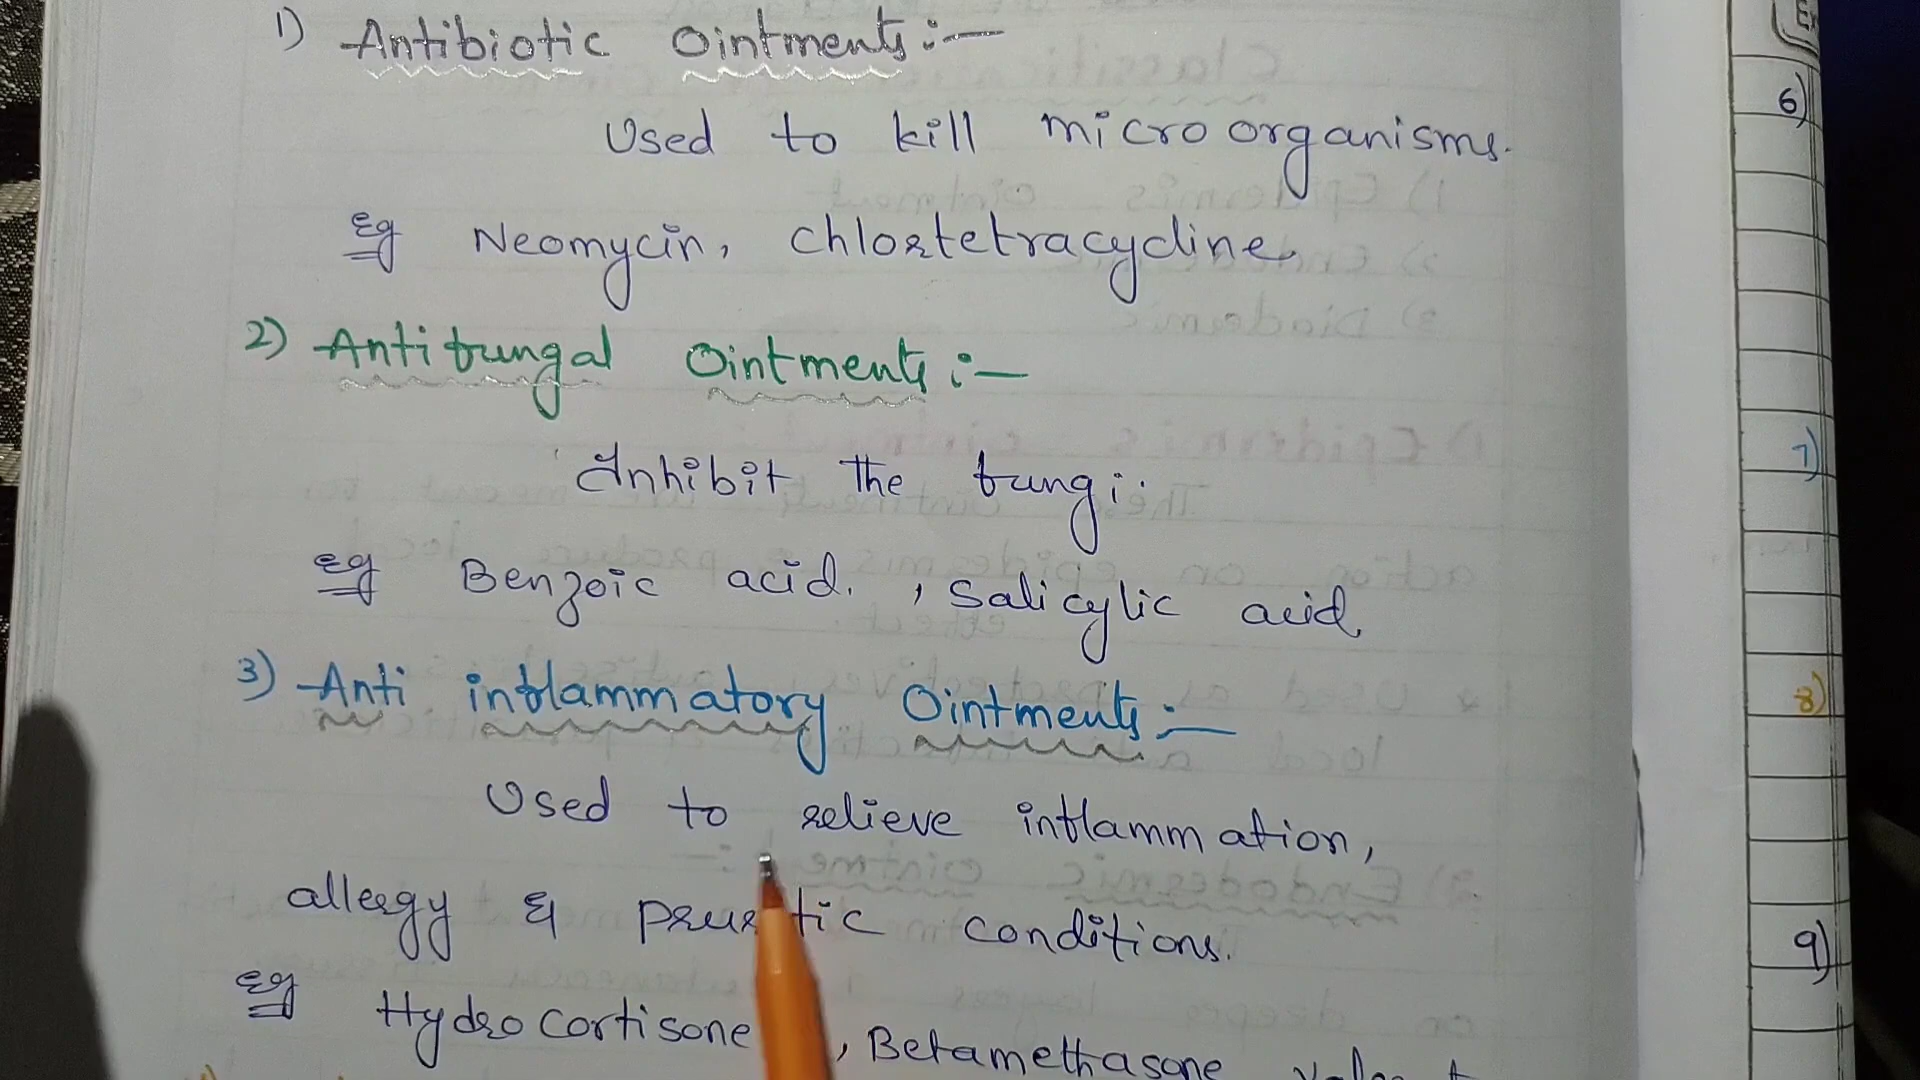 1) Antibiotic Ointments :-
Used to kill micro organisms.
Eg Neomycin, Chlortetracycline.
2) Antifungal Ointments :-
Inhibit the fungi.
Eg Benzoic acid. , Salicylic acid
3) Anti inflammatory Ointments :-
Used to relieve inflammation,
allergy & conditions.
Eg Hydrocortisone , Betamethasone
6)
7)
8)
9)